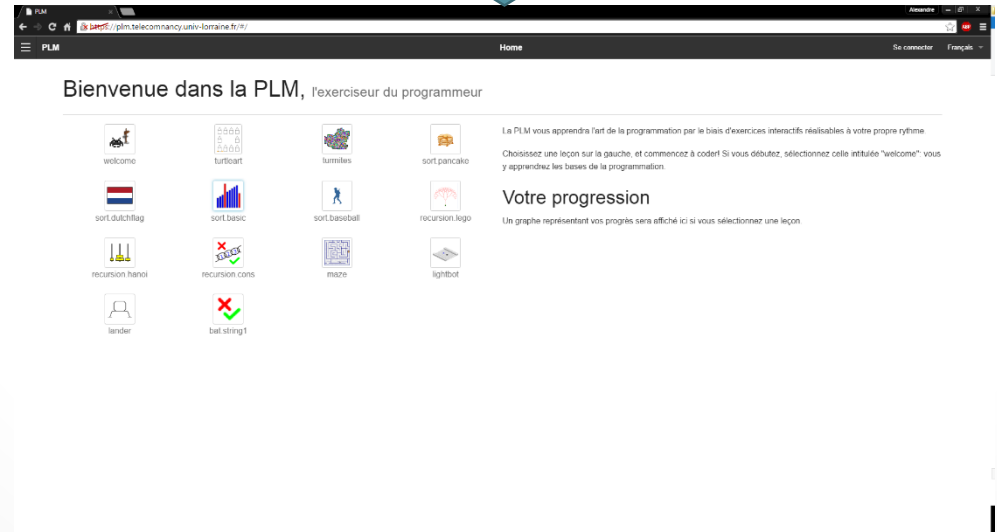 PLM
Alexandre
https://plm.telecomnancy.univ-lorraine.fr/#/
PLM
Home
Se connecter
Français
Bienvenue dans la PLM, l'exerciseur du programmeur
welcome
turtleart
turmites
sort.pancake
sort.dutchflag
sort.basic
sort.baseball
recursion.lego
recursion.hanoi
recursion.cons
maze
lightbot
lander
bat.string1
La PLM vous apprendra l'art de la programmation par le biais d'exercices interactifs réalisables à votre propre rythme.
Choisissez une leçon sur la gauche, et commencez à coder! Si vous débutez, sélectionnez celle intitulée "welcome": vous
y apprendrez les bases de la programmation.
Votre progression
Un graphe représentant vos progrès sera affiché ici si vous sélectionnez une leçon.